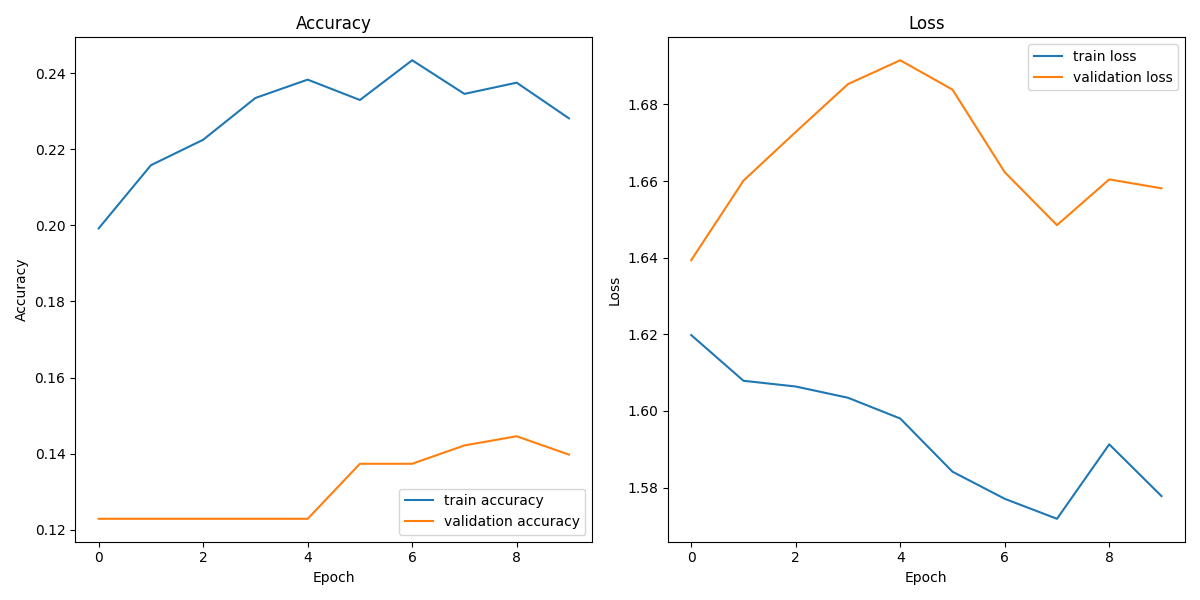 Accuracy
Loss
0.24
0.22
0.20
0.18
0.16
0.14
0.12
Accuracy
0 2 4 6 8
Epoch
train accuracy
validation accuracy
1.68
1.66
1.64
1.62
1.60
1.58
Loss
0 2 4 6 8
Epoch
train loss
validation loss